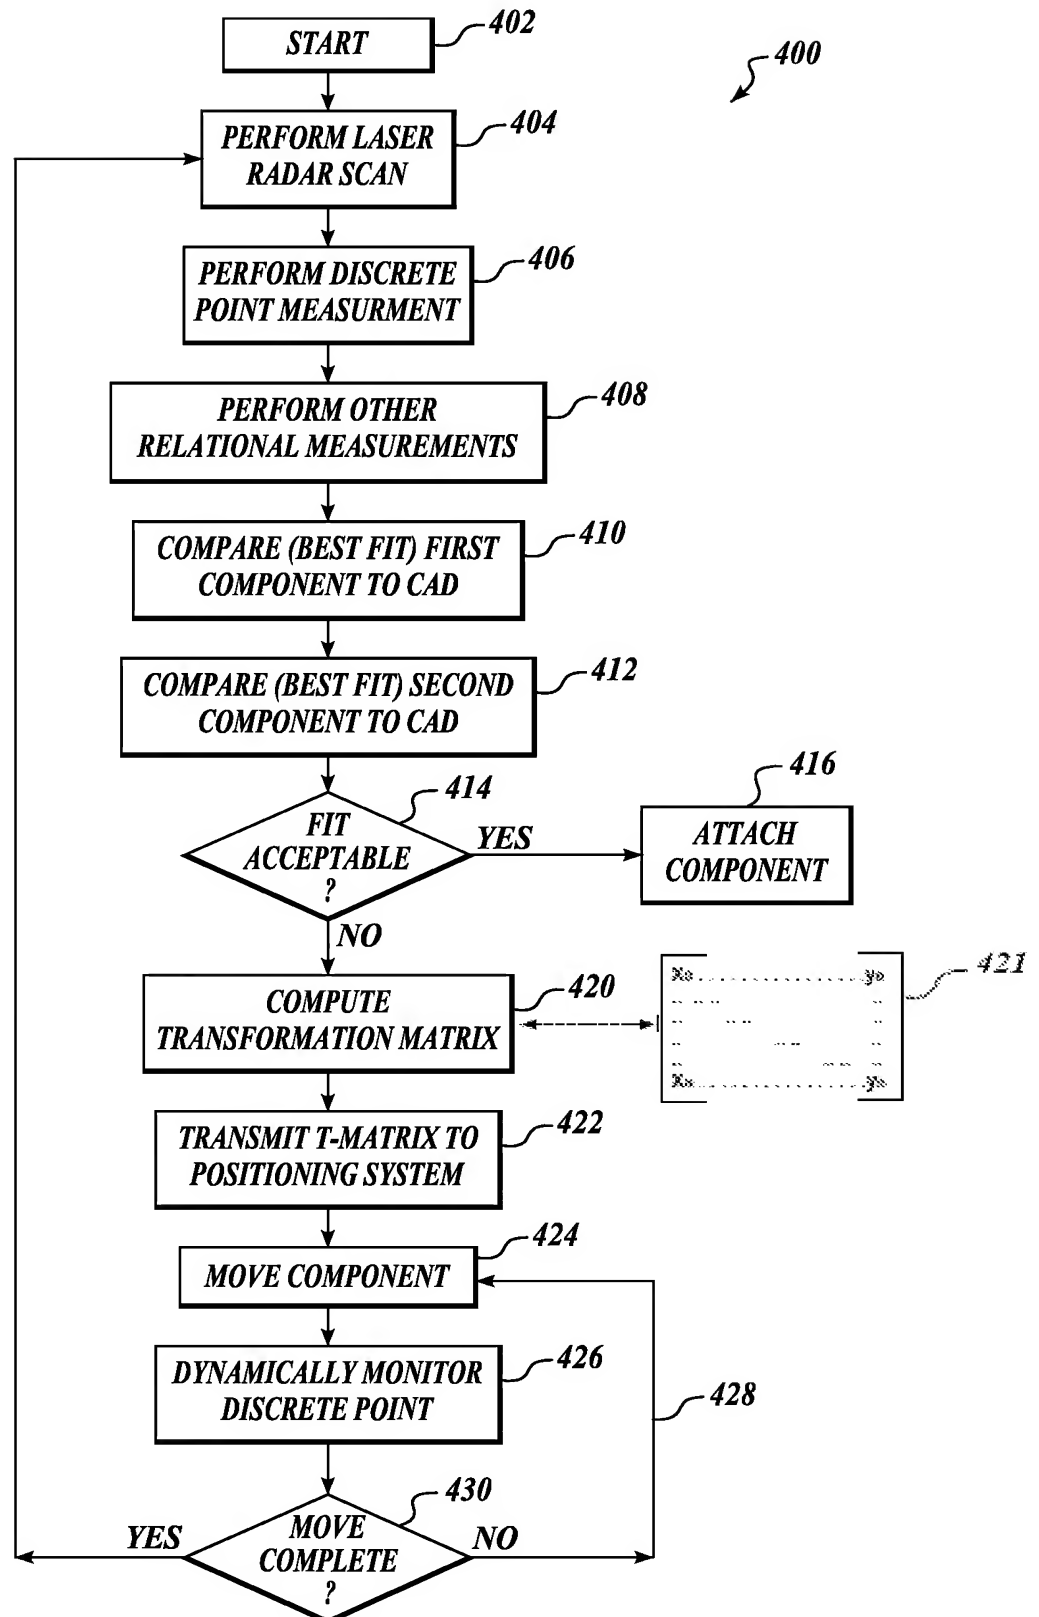 START
402
400
PERFORM LASER
RADAR SCAN
404
PERFORM DISCRETE
POINT MEASURMENT
406
PERFORM OTHER
RELATIONAL MEASUREMENTS
408
COMPARE (BEST FIT) FIRST
COMPONENT TO CAD
410
COMPARE (BEST FIT) SECOND
COMPONENT TO CAD
412
FIT
ACCEPTABLE
?
414
YES
ATTACH
COMPONENT
416
NO
COMPUTE
TRANSFORMATION MATRIX
420
421
TRANSMIT T-MATRIX TO
POSITIONING SYSTEM
422
MOVE COMPONENT
424
DYNAMICALLY MONITOR
DISCRETE POINT
426
428
MOVE
COMPLETE
?
430
YES
NO